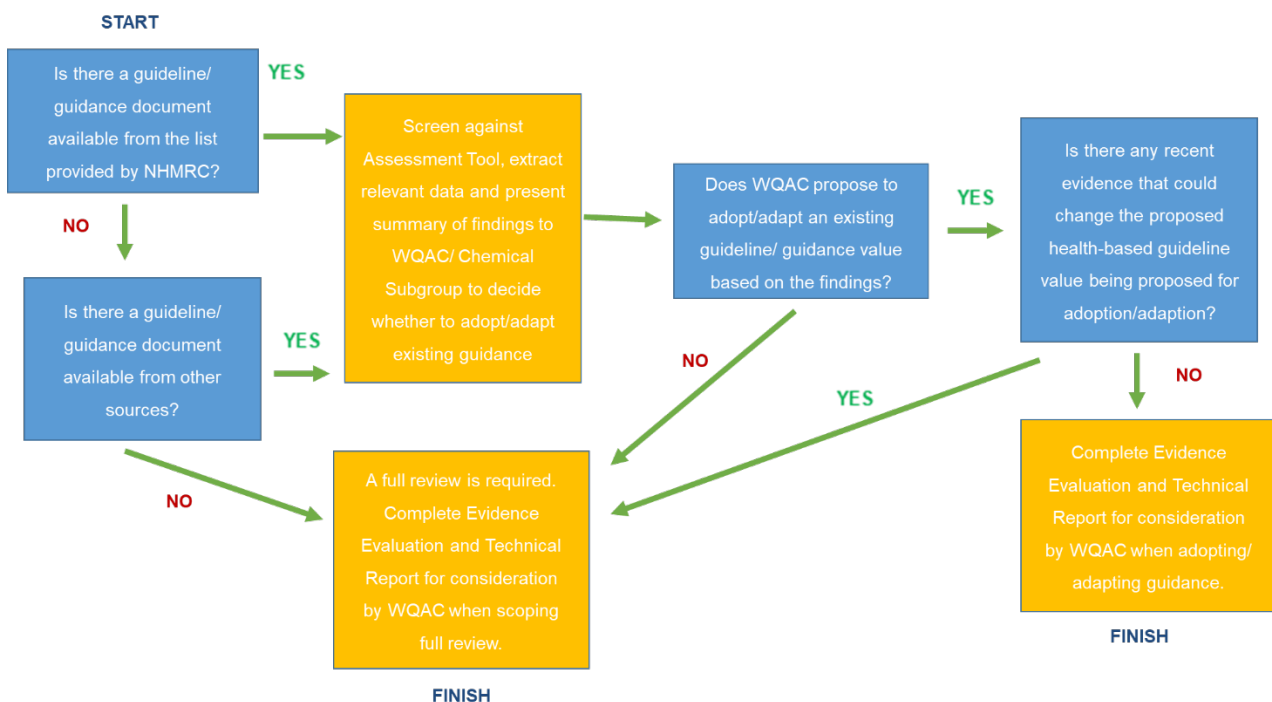 START
Is there a guideline/
guidance document
available from the list
provided by NHMRC?
YES
NO
Is there a guideline/
guidance document
available from other
sources?
YES
NO
Screen against
Assessment Tool, extract
relevant data and present
summary of findings to
WQAC/ Chemical
Subgroup to decide
whether to adopt/adapt
existing guidance
Does WQAC propose to
adopt/adapt an existing
guideline/ guidance value
based on the findings?
YES
NO
Is there any recent
evidence that could
change the proposed
health-based guideline
value being proposed for
adoption/adaption?
YES
NO
A full review is required.
Complete Evidence
Evaluation and Technical
Report for consideration
by WQAC when scoping
full review.
FINISH
Complete Evidence
Evaluation and Technical
Report for consideration
by WQAC when adopting/
adapting guidance.
FINISH